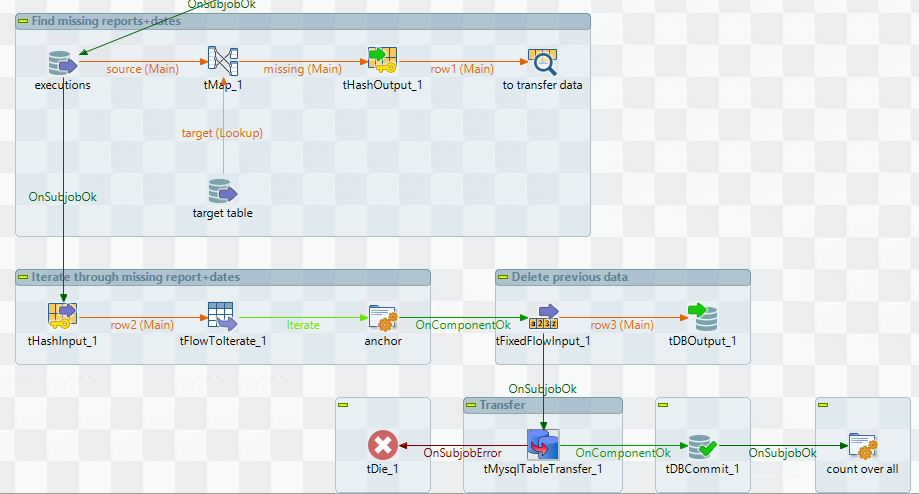 OnSubjobOk
Find missing reports+dates
executions
source (Main)
tMap_1
missing (Main)
tHashOutput_1
row1 (Main)
to transfer data
target (Lookup)
OnSubjobOk
target table
Iterate through missing report+dates
Delete previous data
tHashInput_1
row2 (Main)
tFlowToIterate_1
Iterate
anchor
OnComponentOk
a23z
tFixedFlowInput_1
row3 (Main)
tDBOutput_1
OnSubjobOk
Transfer
tDie_1
OnSubjobError
tMysqlTableTransfer_1
OnComponentOk
tDBCommit_1
OnSubjobOk
count over all